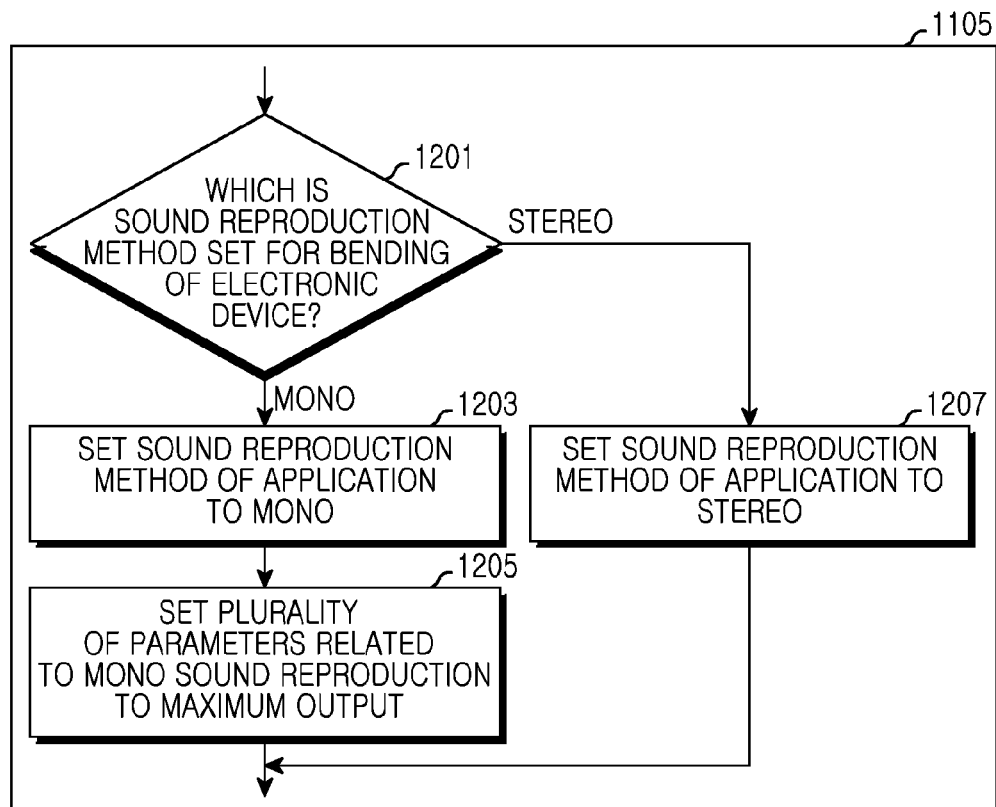 1105
1201
WHICH IS
SOUND REPRODUCTION
METHOD SET FOR BENDING
OF ELECTRONIC
DEVICE?
STEREO
MONO
1203
SET SOUND REPRODUCTION
METHOD OF APPLICATION
TO MONO
1207
SET SOUND REPRODUCTION
METHOD OF APPLICATION TO
STEREO
1205
SET PLURALITY
OF PARAMETERS RELATED
TO MONO SOUND REPRODUCTION
TO MAXIMUM OUTPUT